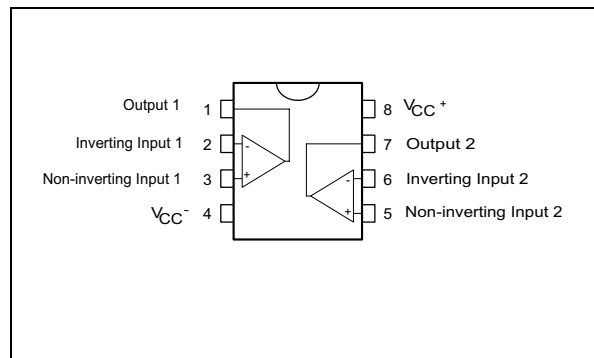 Output 1 1
Inverting Input 1 2 -
Non-inverting Input 1 3 +
VCC- 4
8 VCC+
7 Output 2
- 6 Inverting Input 2
+ 5 Non-inverting Input 2